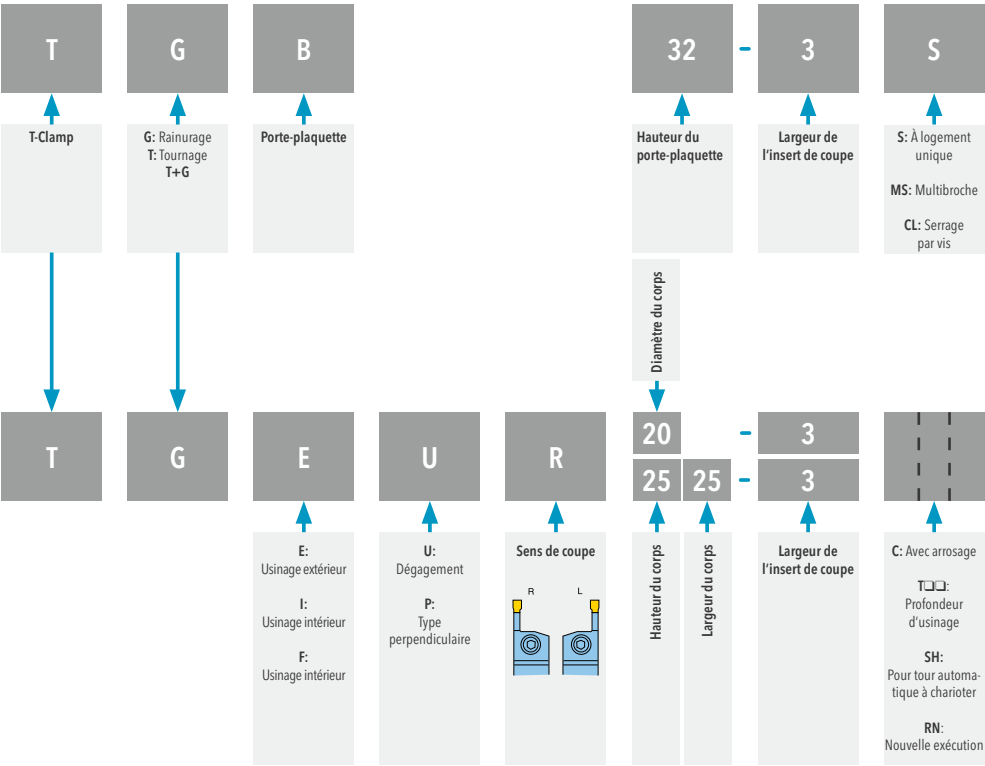 T G B 32 - 3 S
T-Clamp
G: Rainurage
T: Tournage
T+G
Porte-plaquette
Hauteur du
porte-plaquette
Largeur de
l'insert de coupe
S: À logement
unique
MS: Multibroche
CL: Serrage
par vis
Diamètre du corps
T G E U R
20 - 3
25 25 - 3
E:
Usinage extérieur
I:
Usinage intérieur
F:
Usinage intérieur
U:
Dégagement
P:
Type
perpendiculaire
Sens de coupe
R L
Hauteur du corps
Largeur du corps
Largeur de
l'insert de coupe
C: Avec arrosage
T❑❑:
Profondeur
d'usinage
SH:
Pour tour automa-
tique à charioter
RN:
Nouvelle exécution